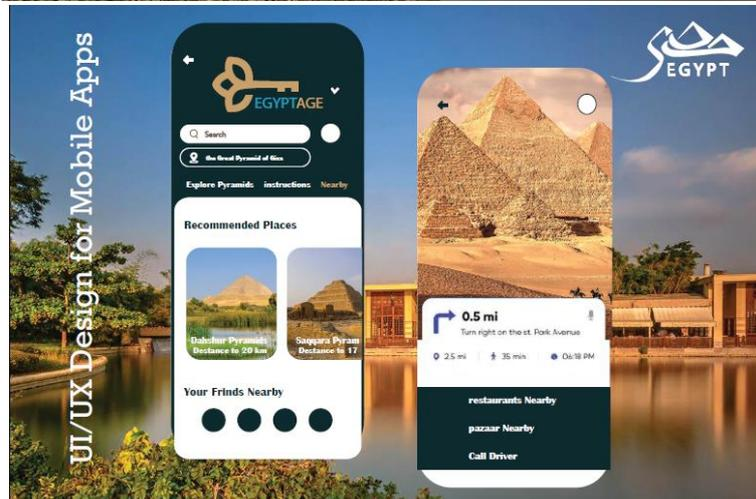 UI/UX Design for Mobile Apps
EGYPTAGE
Search
the Great Pyramid of Giza
Explore Pyramids instructions Nearby
Recommended Places
Dahshur Pyramids
Destance to 20 km
Saqqara Pyram
Destance to 17
Your Frinds Nearby
مصر
EGYPT
0.5 mi
Turn right on the st. Park Avenue
2.5 mi 35 min 06:18 PM
restaurants Nearby
pazaar Nearby
Call Driver